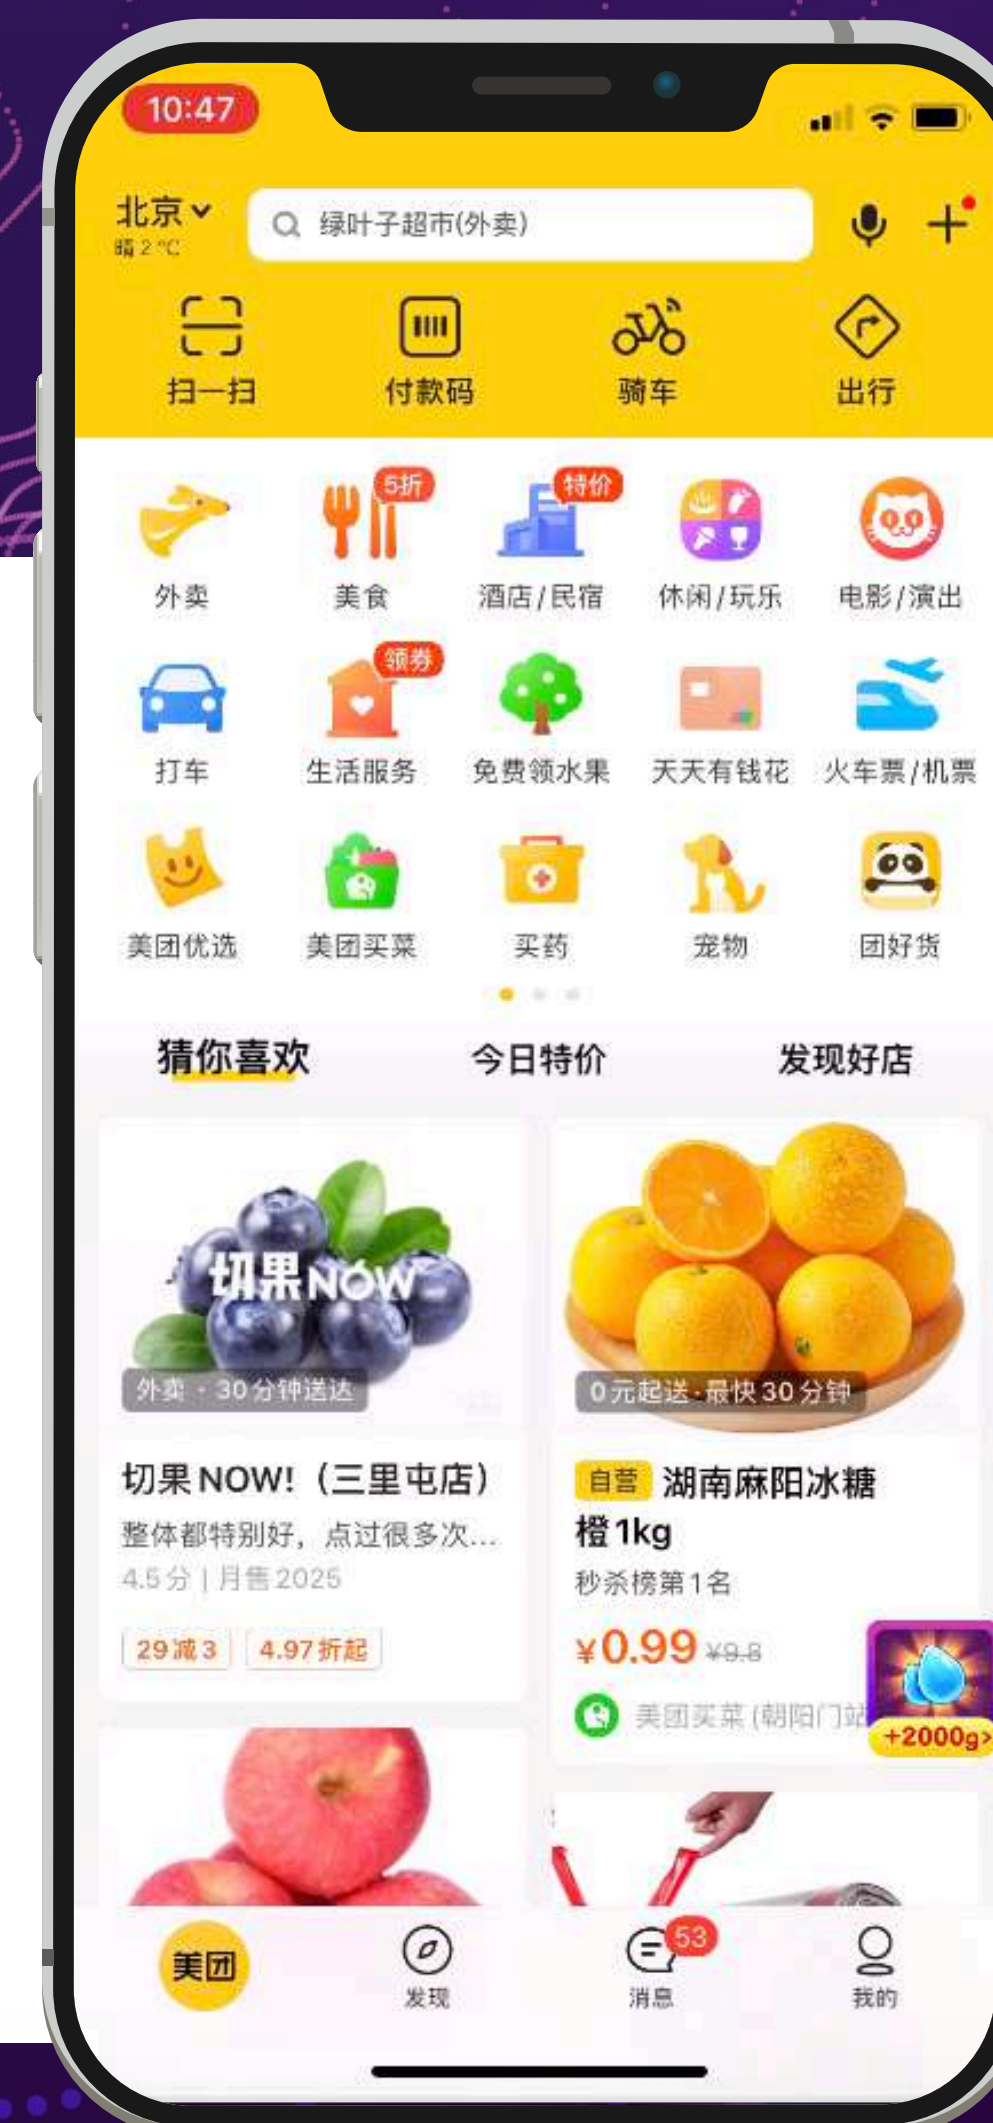 10:47
北京
晴 2℃
绿叶子超市(外卖)
扫一扫
付款码
骑车
出行
5折
特价
外卖
美食
酒店/民宿
休闲/玩乐
电影/演出
领券
打车
生活服务
免费领水果
天天有钱花
火车票/机票
美团优选
美团买菜
买药
宠物
团好货
猜你喜欢
今日特价
发现好店
切果NOW
外卖·30分钟送达
切果NOW!（三里屯店）
整体都特别好，点过很多次...
4.5分 | 月售2025
29减3
4.97折起
0元起送·最快30分钟
自营 湖南麻阳冰糖
橙1kg
秒杀榜第1名
¥0.99 ¥9.8
美团买菜(朝阳门站
+2000g>
美团
发现
53
消息
我的